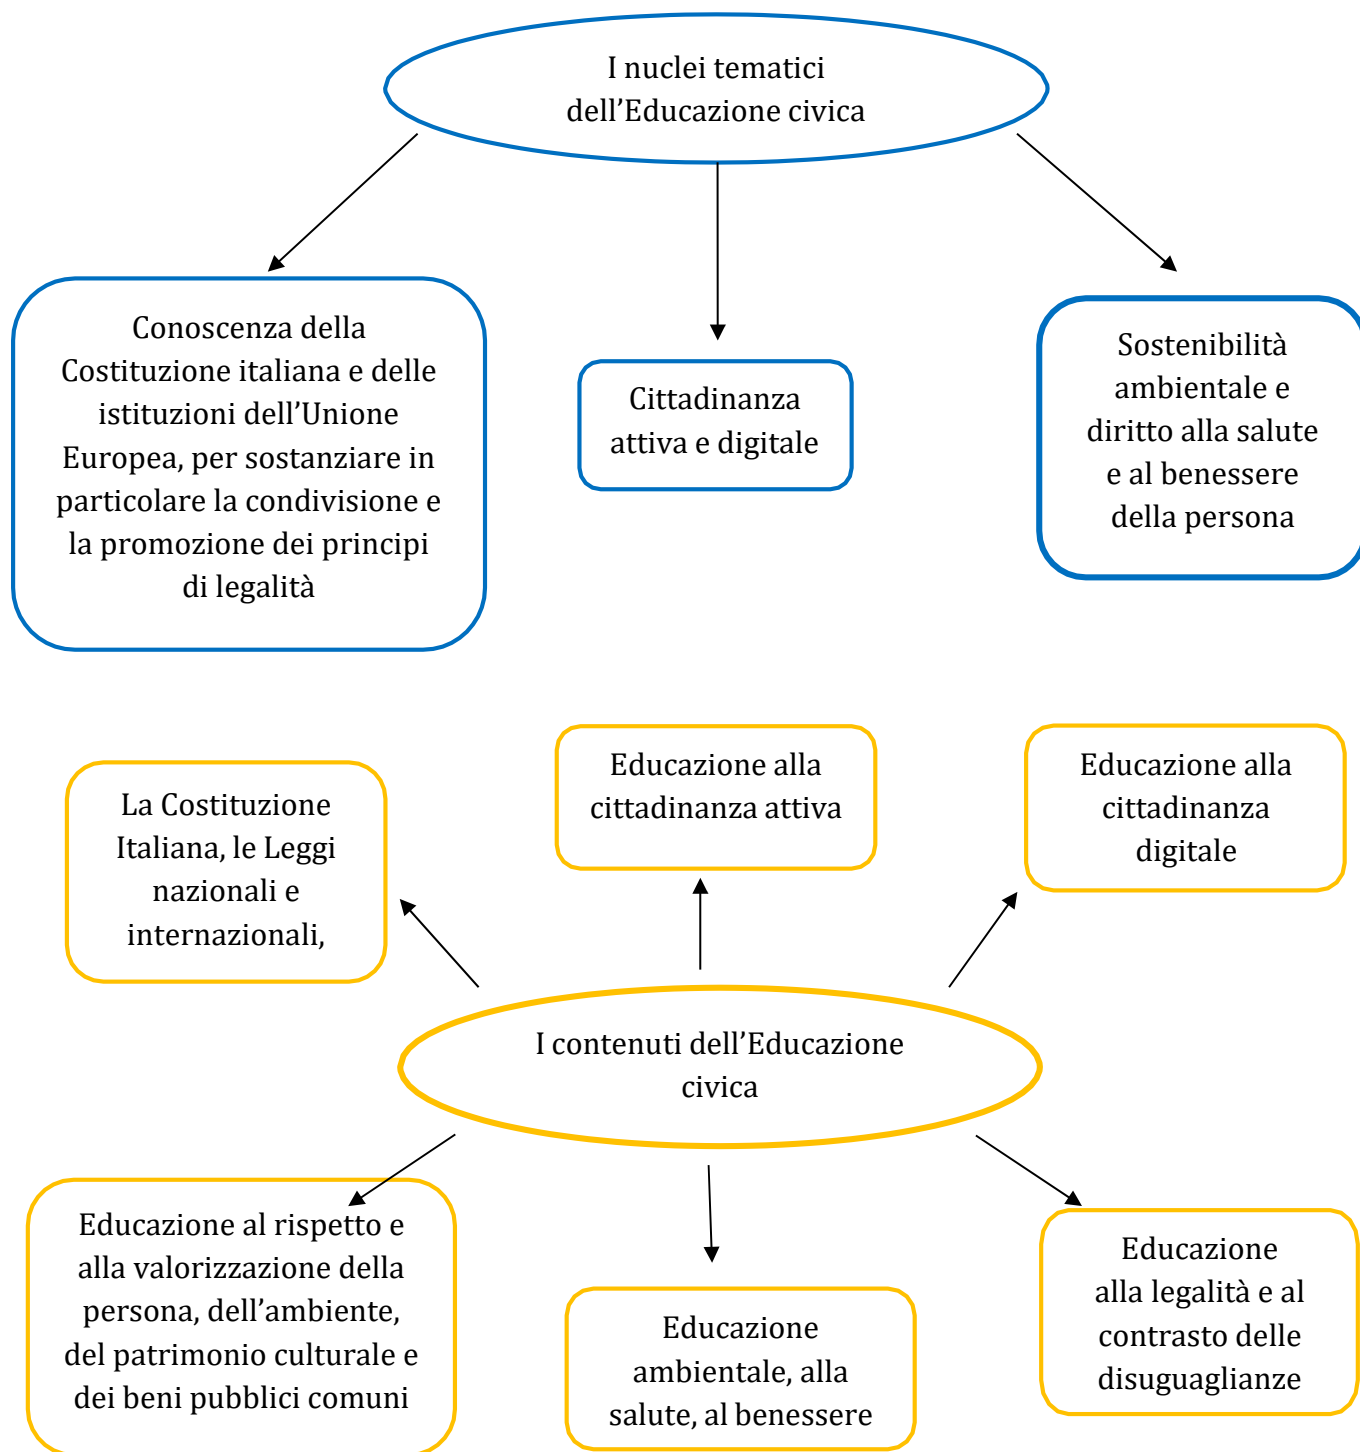 I nuclei tematici
dell’Educazione civica
Conoscenza della
Costituzione italiana e delle
istituzioni dell’Unione
Europea, per sostanziare in
particolare la condivisione e
la promozione dei principi
di legalità
Cittadinanza
attiva e digitale
Sostenibilità
ambientale e
diritto alla salute
e al benessere
della persona
La Costituzione
Italiana, le Leggi
nazionali e
internazionali,
Educazione alla
cittadinanza attiva
Educazione alla
cittadinanza
digitale
I contenuti dell’Educazione
civica
Educazione al rispetto e
alla valorizzazione della
persona, dell’ambiente,
del patrimonio culturale e
dei beni pubblici comuni
Educazione
ambientale, alla
salute, al benessere
Educazione
alla legalità e al
contrasto delle
disuguaglianze